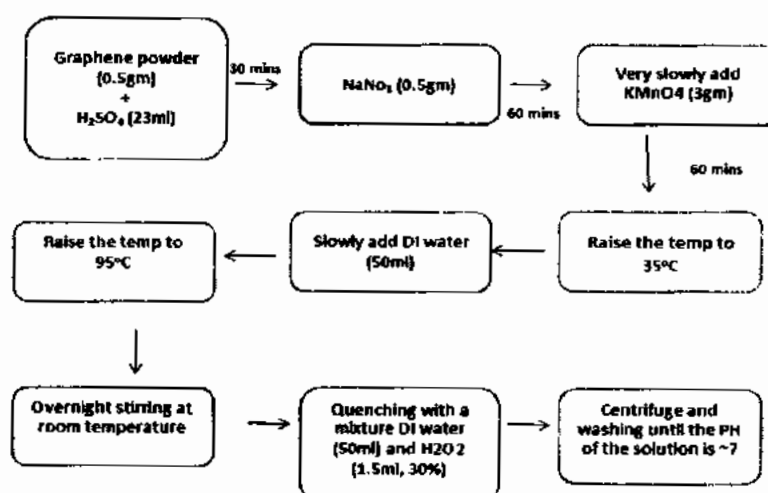 Graphene powder
(0.5gm)
+
H₂SO₄ (23ml)
30 mins
NaNo₃ (0.5gm)
60 mins
Very slowly add
KMnO4 (3gm)
60 mins
Raise the temp to
35°C
Slowly add DI water
(50ml)
Raise the temp to
95°C
Overnight stirring at
room temperature
Quenching with a
mixture DI water
(50ml) and H2O2
(1.5ml, 30%)
Centrifuge and
washing until the PH
of the solution is ~7